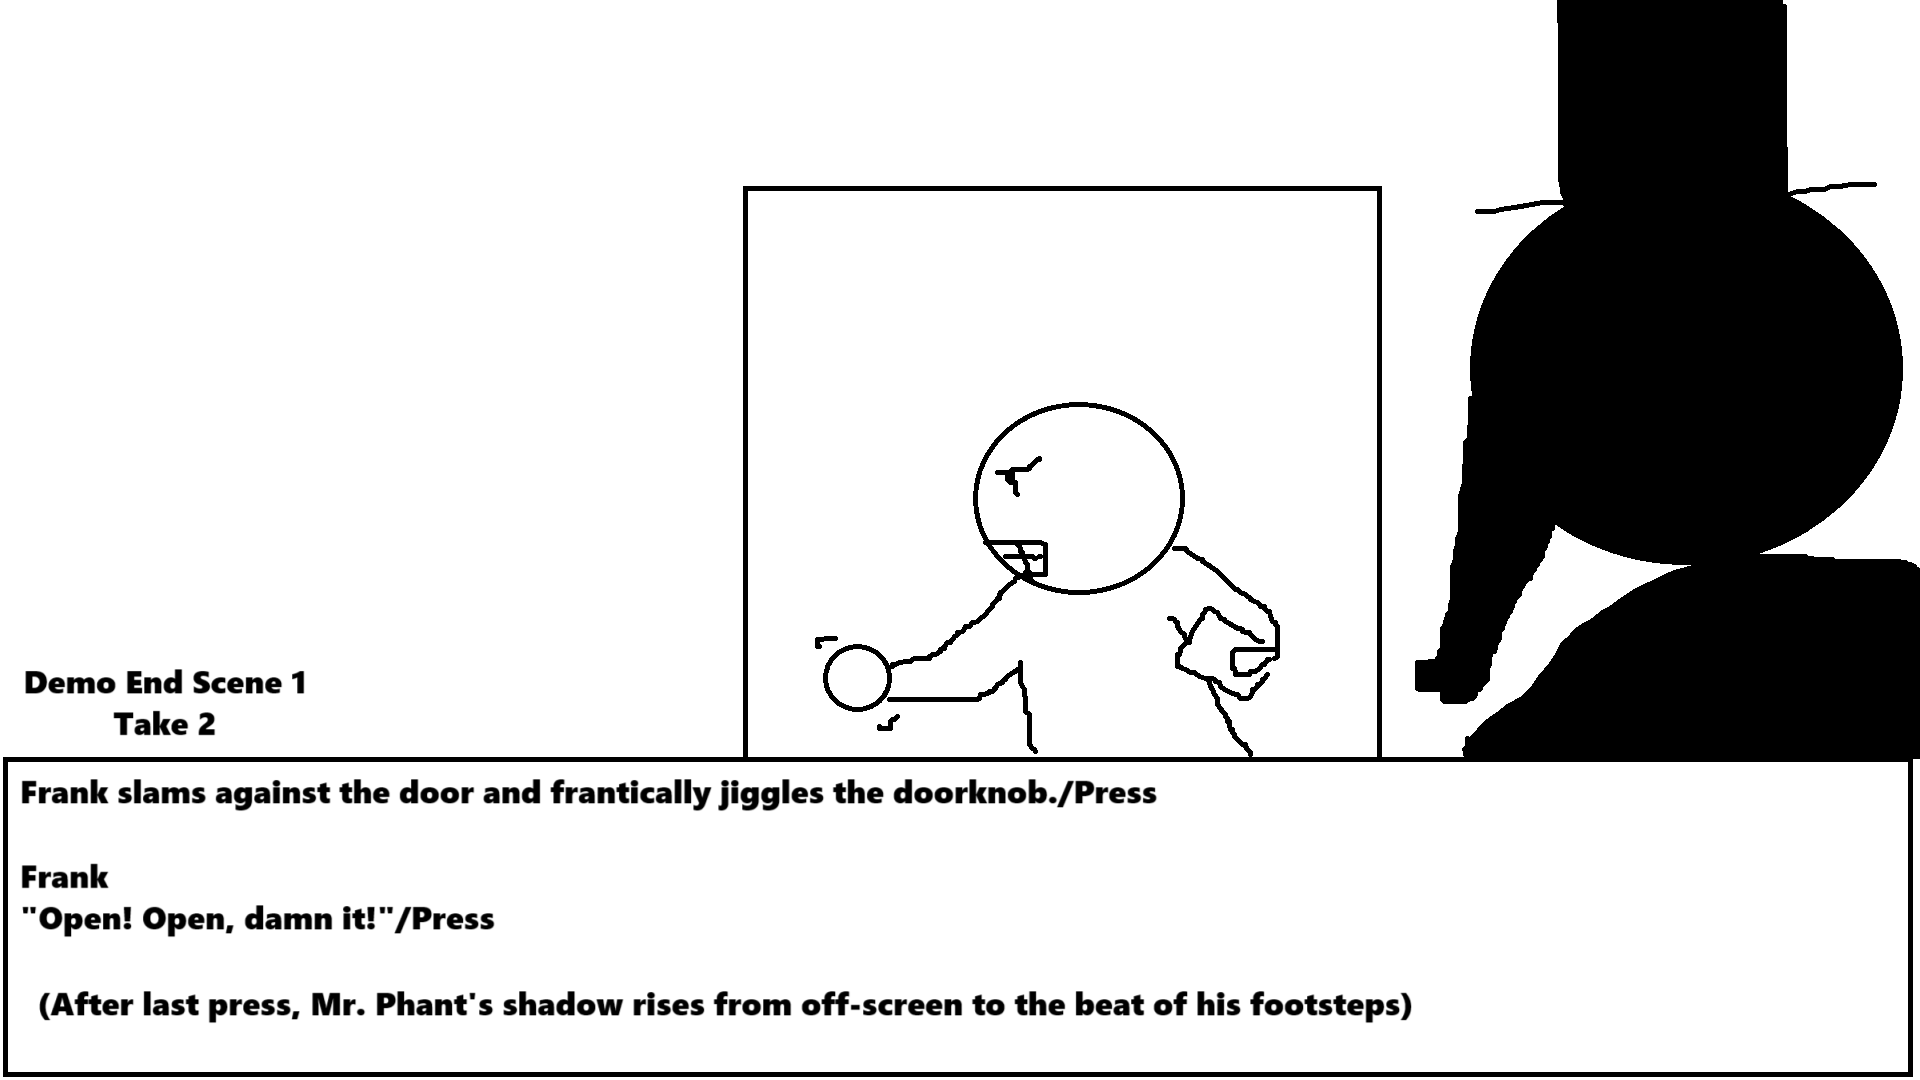 Demo End Scene 1
Take 2
Frank slams against the door and frantically jiggles the doorknob./Press
Frank
"Open! Open, damn it!"/Press
(After last press, Mr. Phant's shadow rises from off-screen to the beat of his footsteps)